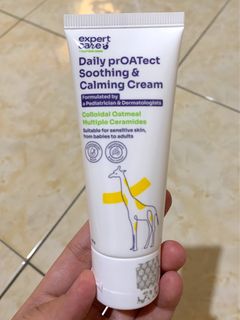 expert
care
Daily prOATect
Soothing &
Calming Cream
Formulated by
a Pediatrician & Dermatologists
Colloidal Oatmeal
Multiple Ceramides
Suitable for sensitive skin,
from babies to adults